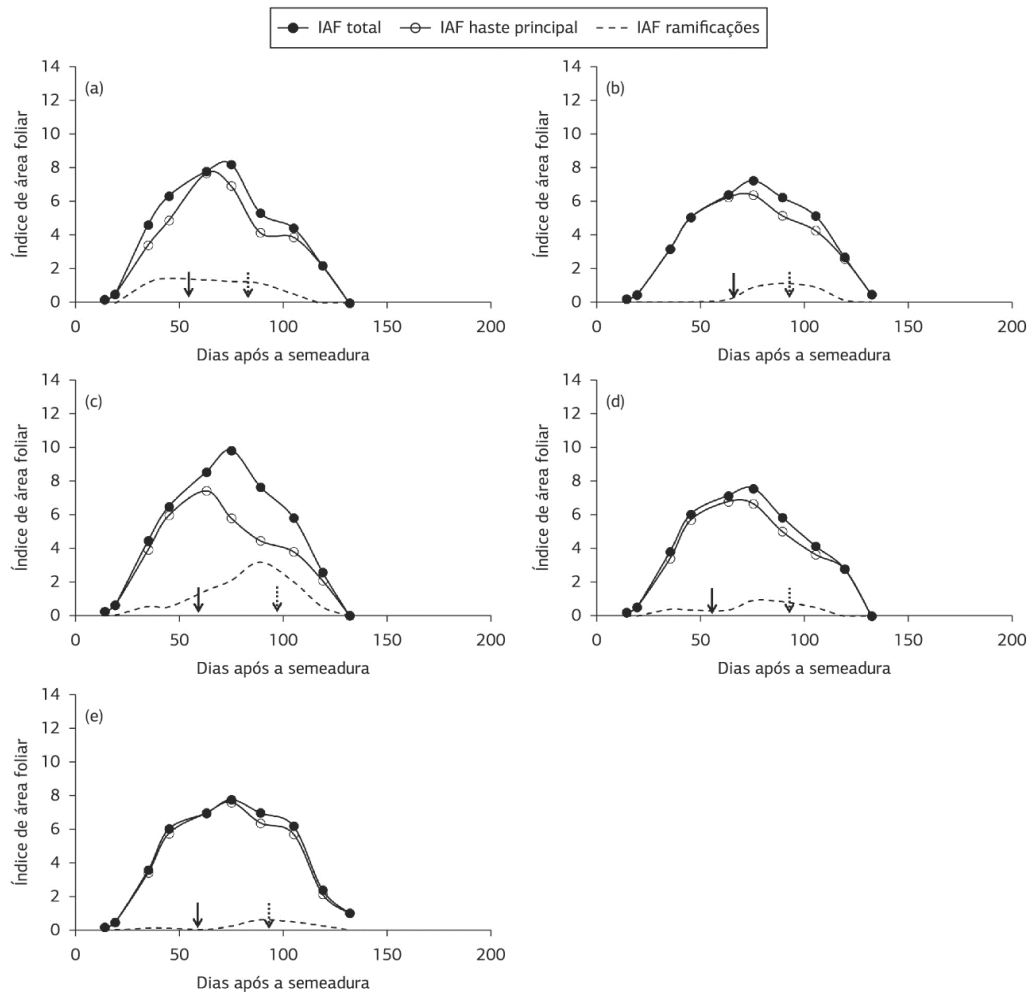 IAF total IAF haste principal IAF ramificações
(a)
14
12
10
8
6
4
2
0
Índice de área foliar
0 50 100 150 200
Dias após a semeadura
(b)
14
12
10
8
6
4
2
0
Índice de área foliar
0 50 100 150 200
Dias após a semeadura
(c)
14
12
10
8
6
4
2
0
Índice de área foliar
0 50 100 150 200
Dias após a semeadura
(d)
14
12
10
8
6
4
2
0
Índice de área foliar
0 50 100 150 200
Dias após a semeadura
(e)
14
12
10
8
6
4
2
0
Índice de área foliar
0 50 100 150 200
Dias após a semeadura